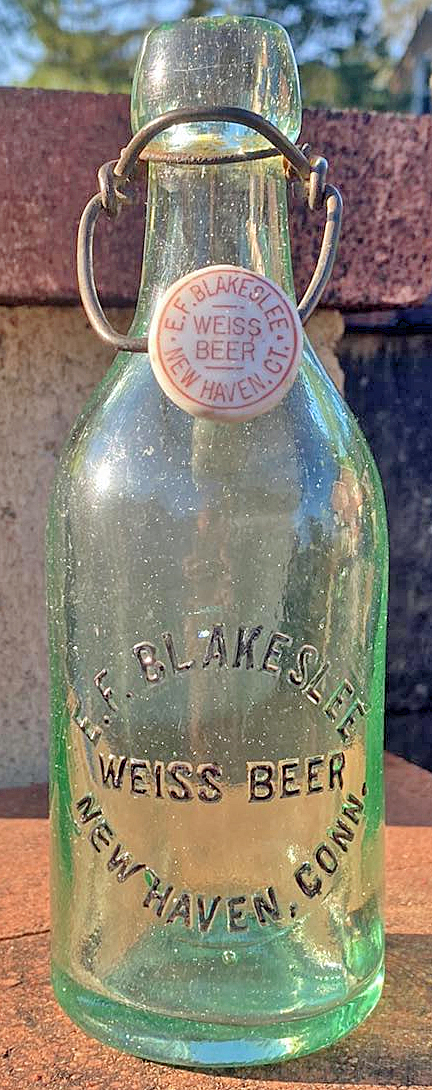 E.F. BLAKESLEE
WEISS
BEER
NEW HAVEN, CT.
E.F. BLAKESLEE
WEISS BEER
NEW HAVEN, CONN.